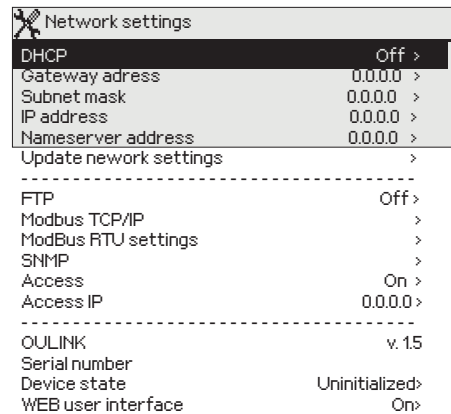 Network settings
DHCP Off >
Gateway adress 0.0.0.0 >
Subnet mask 0.0.0.0 >
IP address 0.0.0.0 >
Nameserver address 0.0.0.0 >
Update nework settings >
FTP Off >
Modbus TCP/IP >
ModBus RTU settings >
SNMP >
Access On >
Access IP 0.0.0.0 >
OULINK v. 1.5
Serial number
Device state Uninitialized>
WEB user interface On>